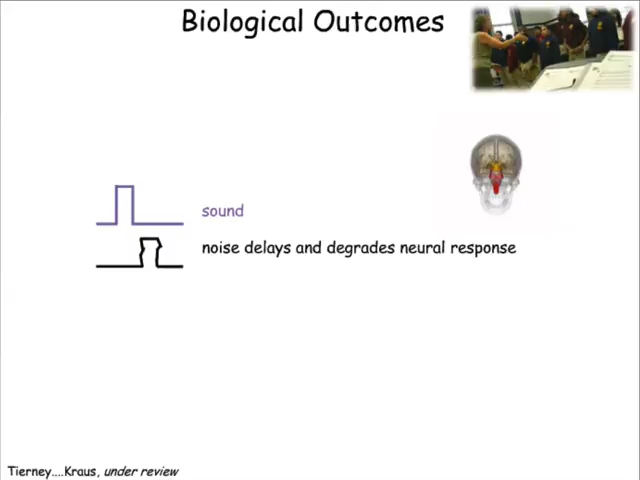 Biological Outcomes
sound
noise delays and degrades neural response
Tierney....Kraus, under review